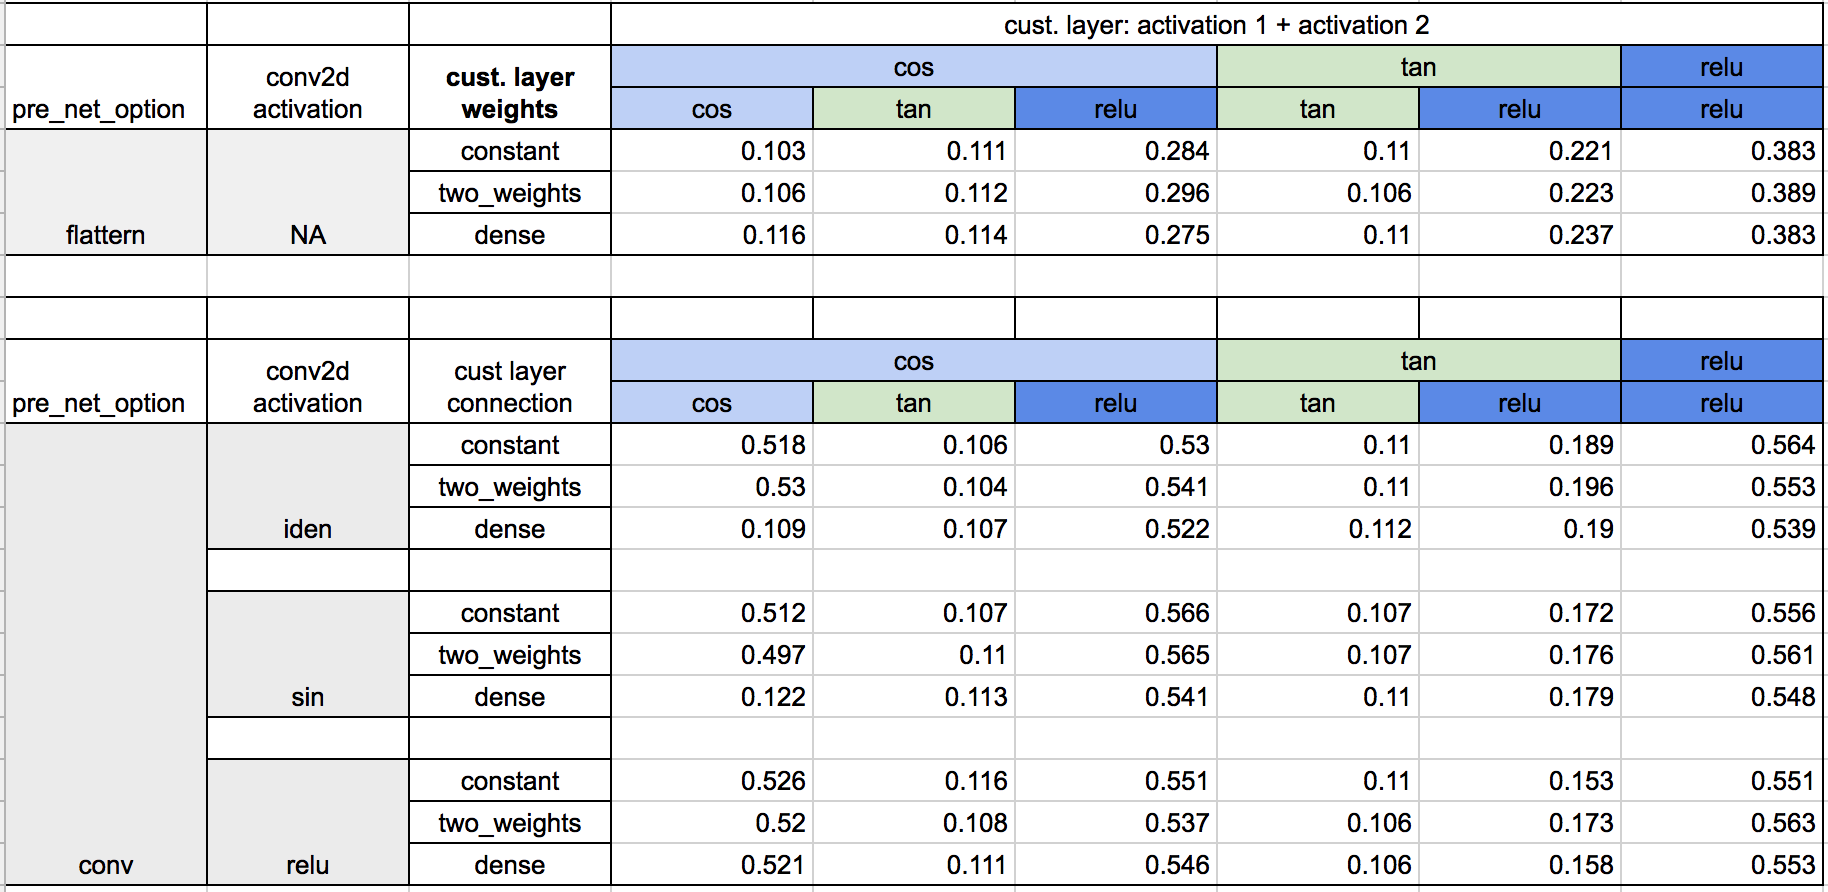 cust. layer: activation 1 + activation 2
cos tan relu
pre_net_option conv2d activation cust. layer weights cos tan relu tan relu relu
constant 0.103 0.111 0.284 0.11 0.221 0.383
two_weights 0.106 0.112 0.296 0.106 0.223 0.389
flattern NA dense 0.116 0.114 0.275 0.11 0.237 0.383
cos tan relu
pre_net_option conv2d activation cust layer connection cos tan relu tan relu relu
constant 0.518 0.106 0.53 0.11 0.189 0.564
two_weights 0.53 0.104 0.541 0.11 0.196 0.553
iden dense 0.109 0.107 0.522 0.112 0.19 0.539
constant 0.512 0.107 0.566 0.107 0.172 0.556
two_weights 0.497 0.11 0.565 0.107 0.176 0.561
sin dense 0.122 0.113 0.541 0.11 0.179 0.548
constant 0.526 0.116 0.551 0.11 0.153 0.551
two_weights 0.52 0.108 0.537 0.106 0.173 0.563
conv relu dense 0.521 0.111 0.546 0.106 0.158 0.553